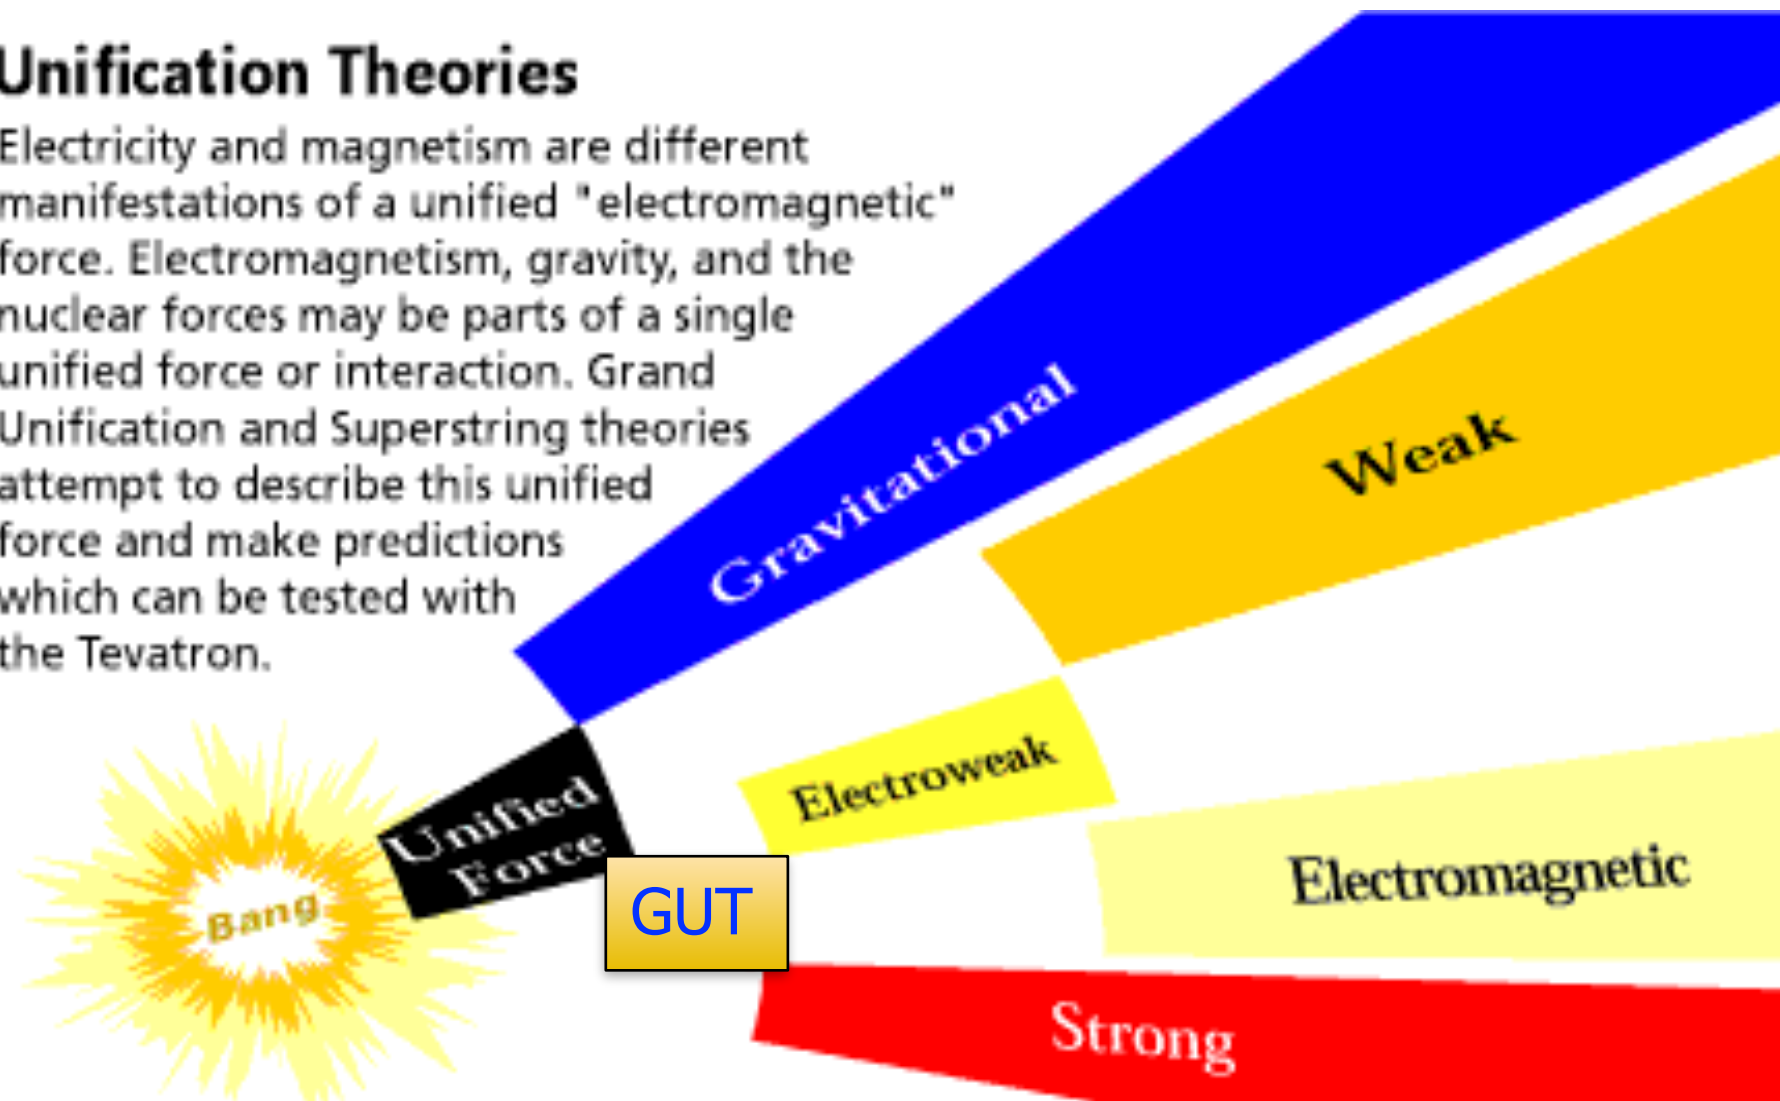 Unification Theories
Electricity and magnetism are different
manifestations of a unified "electromagnetic"
force. Electromagnetism, gravity, and the
nuclear forces may be parts of a single
unified force or interaction. Grand
Unification and Superstring theories
attempt to describe this unified
force and make predictions
which can be tested with
the Tevatron.
Gravitational
Weak
Electroweak
Unified
Force
Bang
GUT
Electromagnetic
Strong